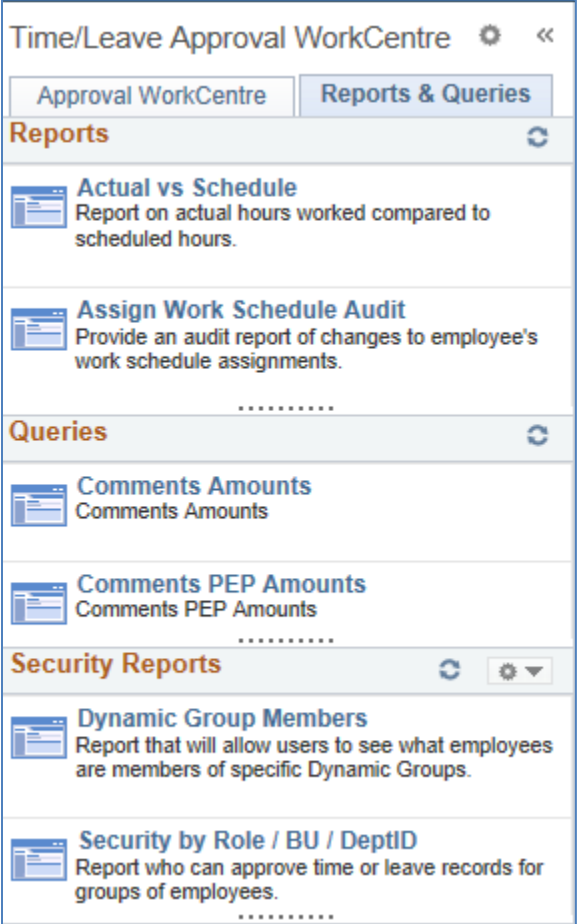 Time/Leave Approval WorkCentre
Approval WorkCentre
Reports & Queries
Reports
Actual vs Schedule
Report on actual hours worked compared to
scheduled hours.
Assign Work Schedule Audit
Provide an audit report of changes to employee's
work schedule assignments.
Queries
Comments Amounts
Comments Amounts
Comments PEP Amounts
Comments PEP Amounts
Security Reports
Dynamic Group Members
Report that will allow users to see what employees
are members of specific Dynamic Groups.
Security by Role / BU / DeptID
Report who can approve time or leave records for
groups of employees.